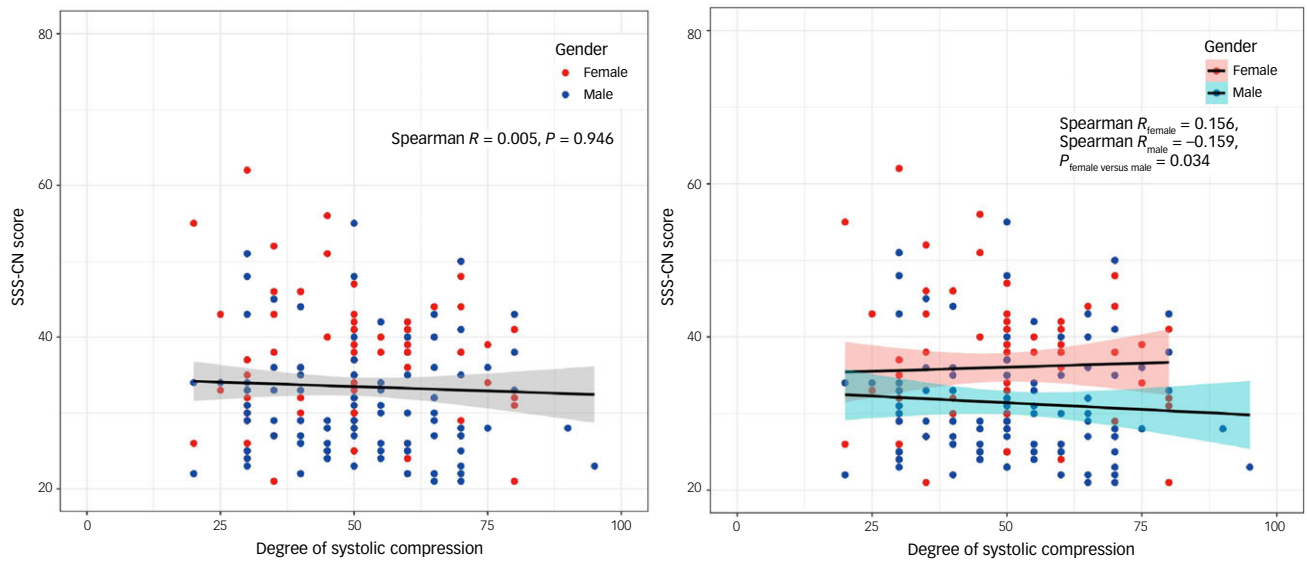 80
60
40
20
SSS-CN score
0
25
50
75
100
Degree of systolic compression
Gender
Female
Male
Spearman R = 0.005, P = 0.946
80
60
40
20
SSS-CN score
0
25
50
75
100
Degree of systolic compression
Gender
Female
Male
Spearman Rfemale = 0.156,
Spearman Rmale = –0.159,
Pfemale versus male = 0.034